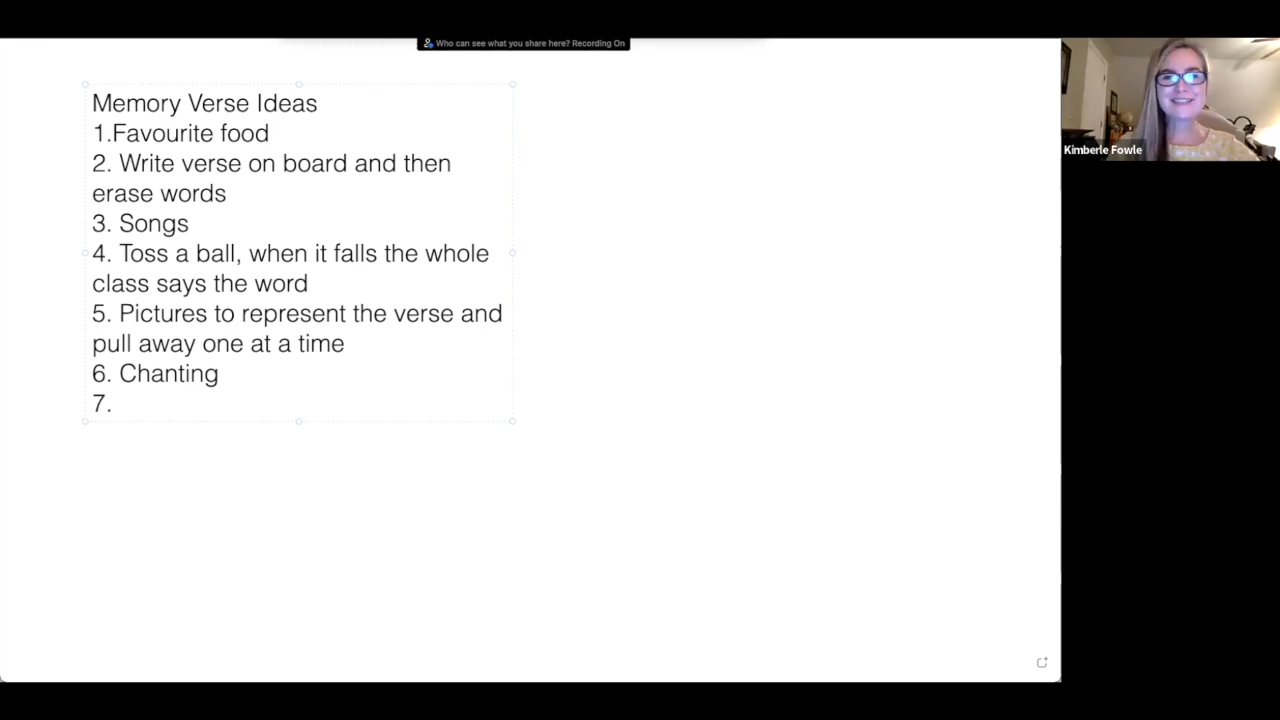 Who can see what you share here? Recording On
Memory Verse Ideas
1.Favourite food
2. Write verse on board and then
erase words
3. Songs
4. Toss a ball, when it falls the whole
class says the word
5. Pictures to represent the verse and
pull away one at a time
6. Chanting
7.
Kimberle Fowle